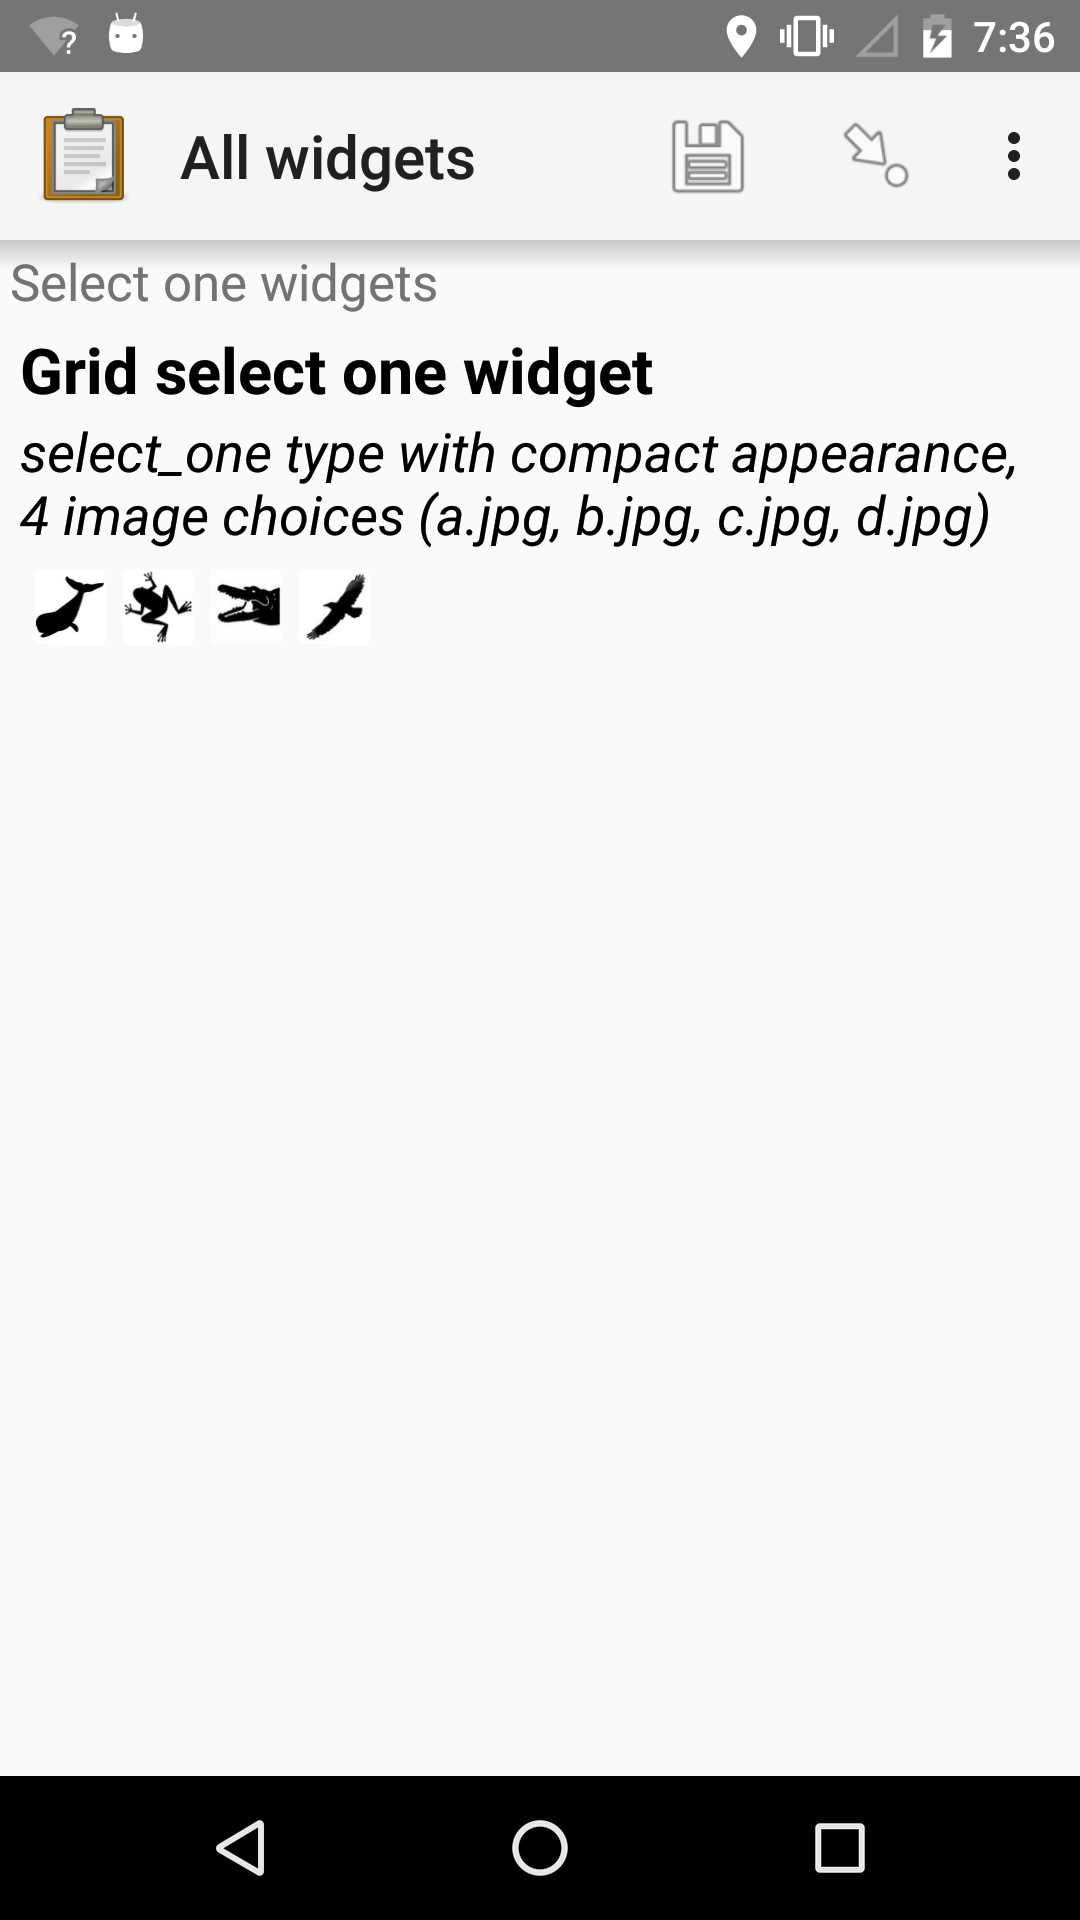 7:36
All widgets
Select one widgets
Grid select one widget
select_one type with compact appearance,
4 image choices (a.jpg, b.jpg, c.jpg, d.jpg)